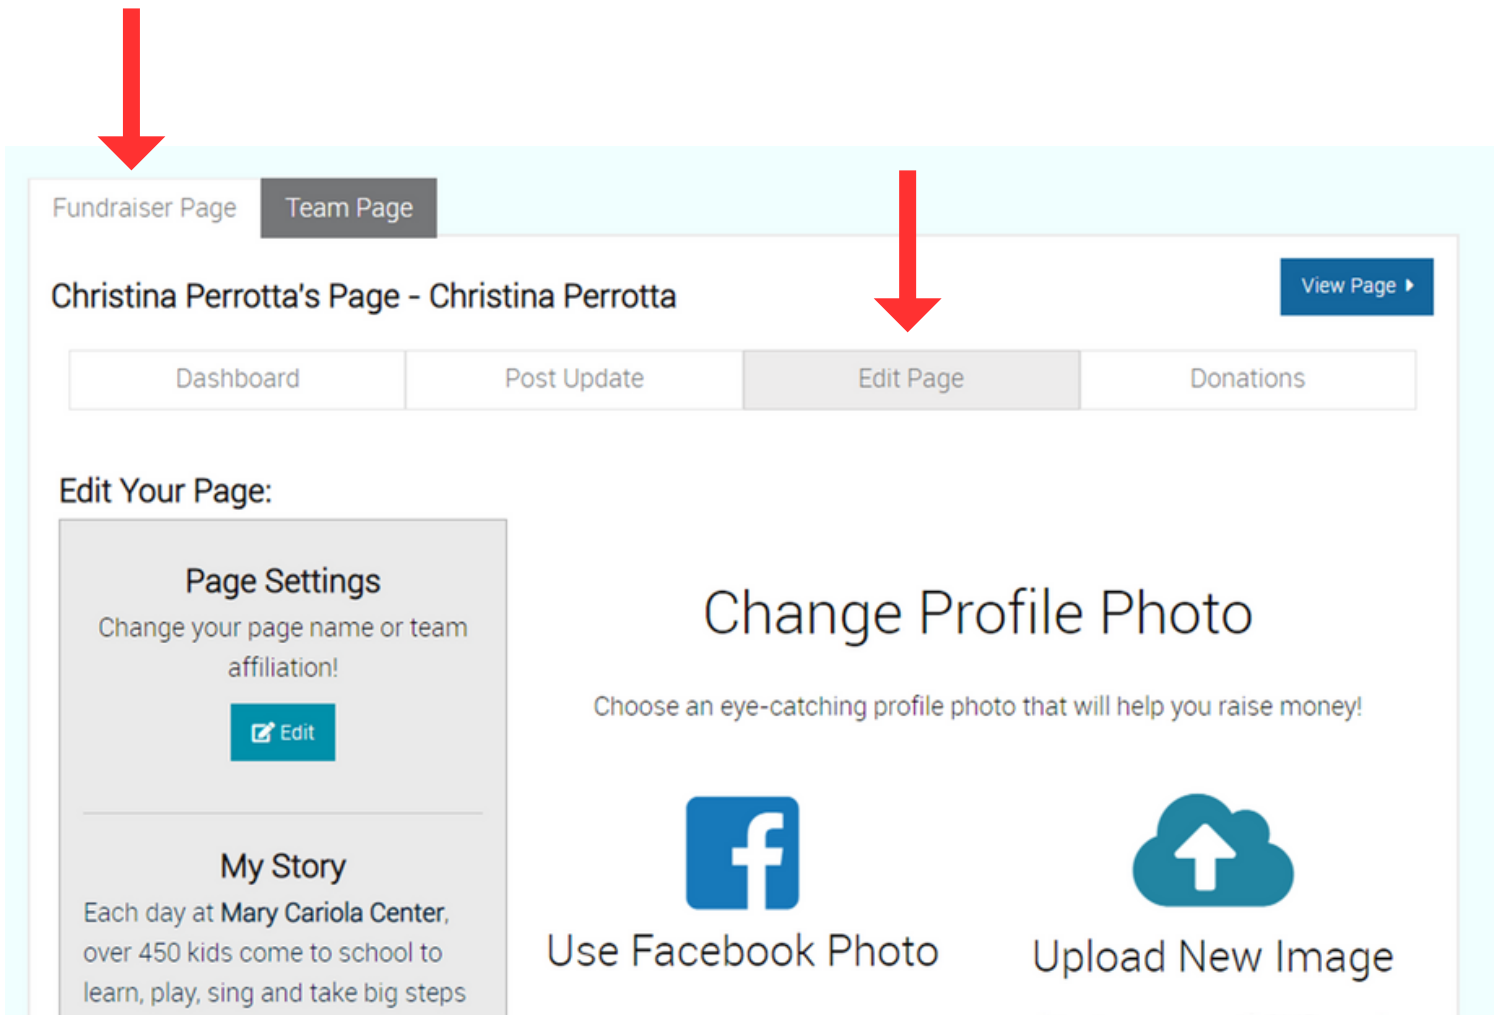 Fundraiser Page
Team Page
Christina Perrotta's Page - Christina Perrotta
View Page
Dashboard
Post Update
Edit Page
Donations
Edit Your Page:
Page Settings
Change your page name or team
affiliation!
Edit
My Story
Each day at Mary Cariola Center,
over 450 kids come to school to
learn, play, sing and take big steps
Change Profile Photo
Choose an eye-catching profile photo that will help you raise money!
Use Facebook Photo
Upload New Image